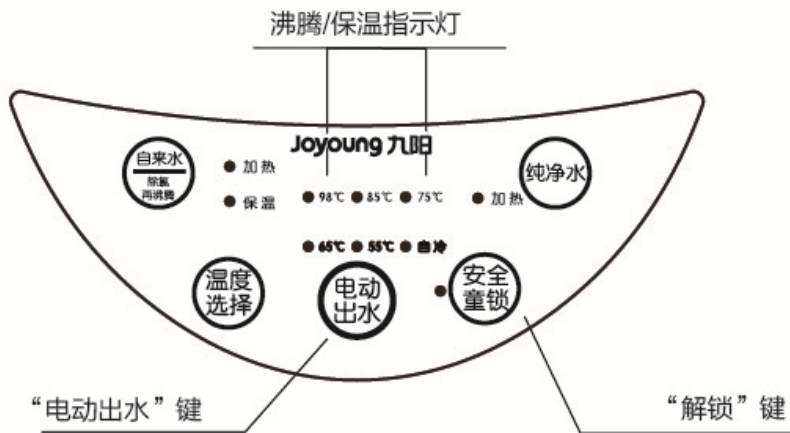 沸腾/保温指示灯
Joyoung 九阳
自来水
除氯
再沸腾
加热
保温
98℃ 85℃ 75℃
加热
纯净水
65℃ 55℃ 自冷
温度
选择
电动
出水
安全
童锁
“电动出水”键
“解锁”键